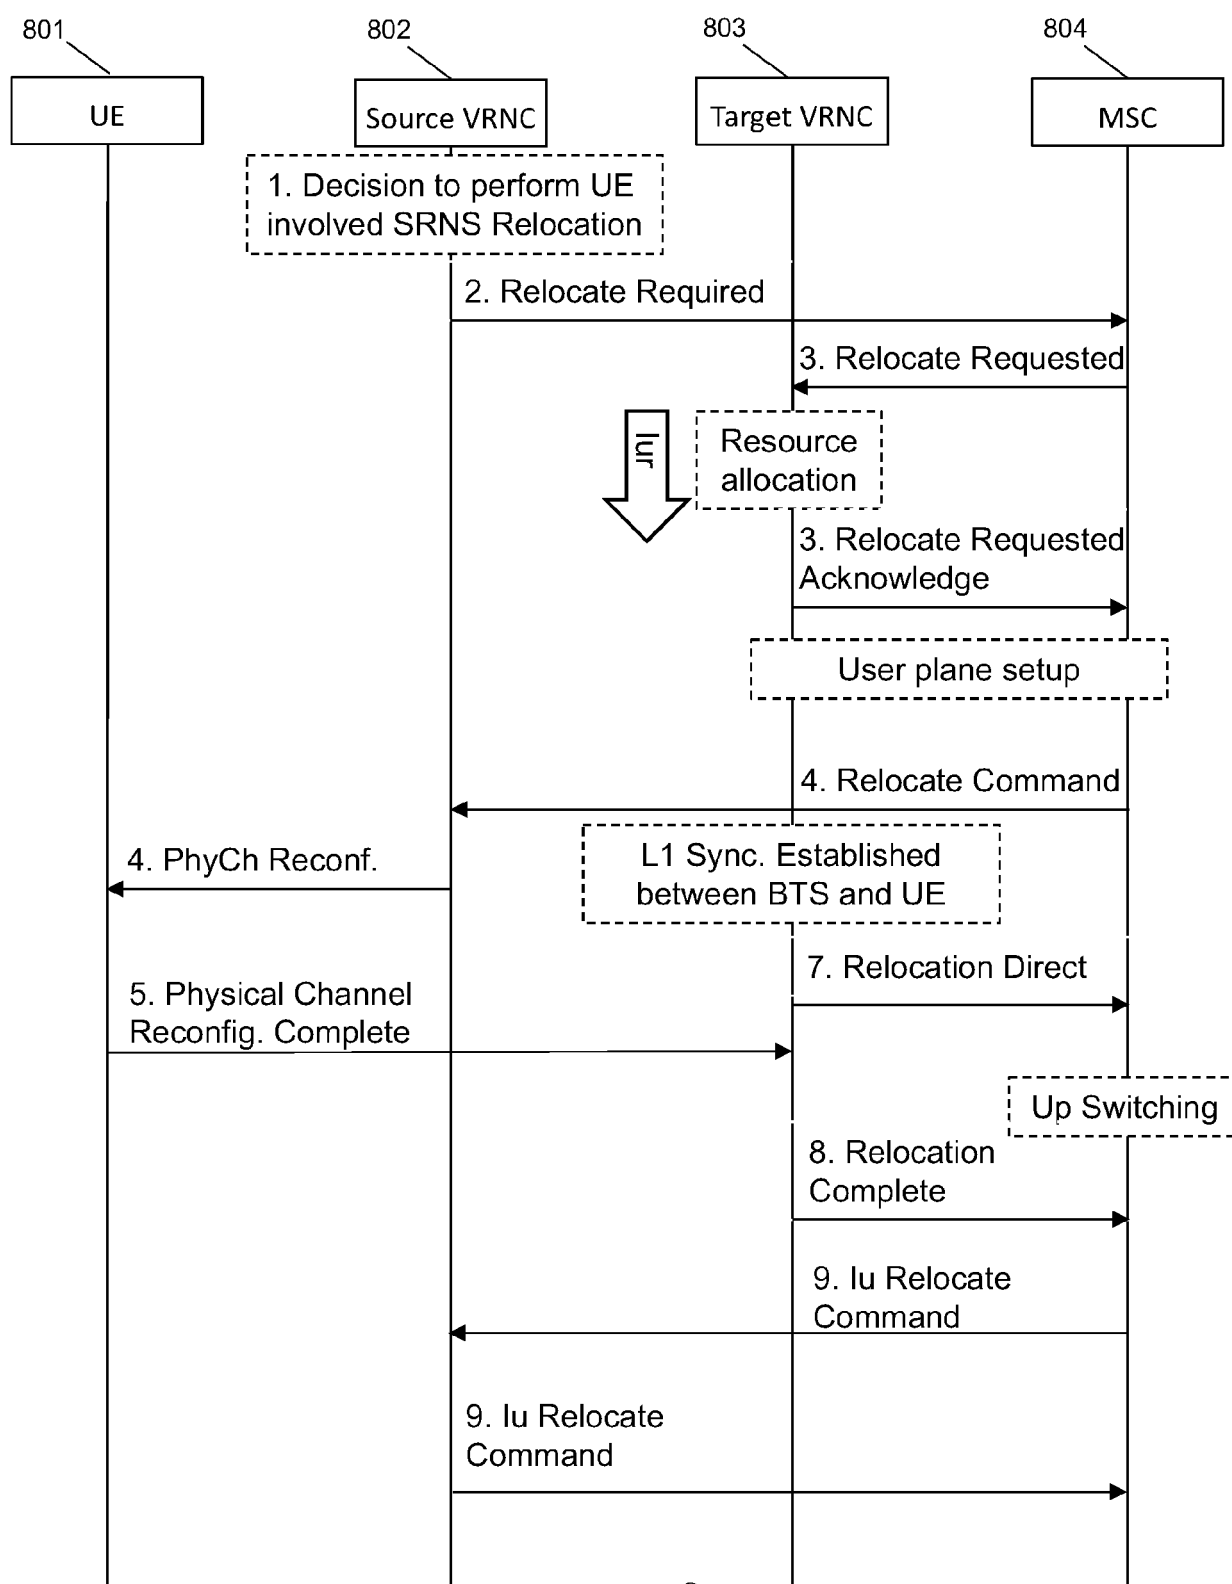 801
802
803
804
UE
Source VRNC
Target VRNC
MSC
1. Decision to perform UE
involved SRNS Relocation
2. Relocate Required
3. Relocate Requested
Iur
Resource
allocation
3. Relocate Requested
Acknowledge
User plane setup
4. Relocate Command
4. PhyCh Reconf.
L1 Sync. Established
between BTS and UE
7. Relocation Direct
5. Physical Channel
Reconfig. Complete
Up Switching
8. Relocation
Complete
9. Iu Relocate
Command
9. Iu Relocate
Command